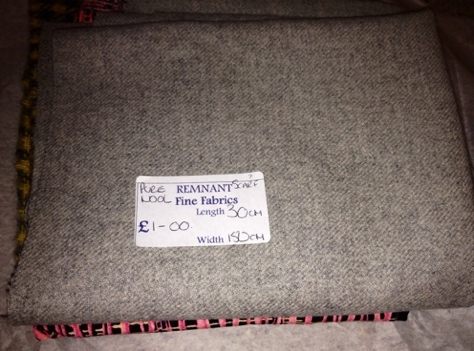 PURE REMNANT SCARF
WOOL Fine Fabrics
Length 30cm
£1-00.
Width 150cm